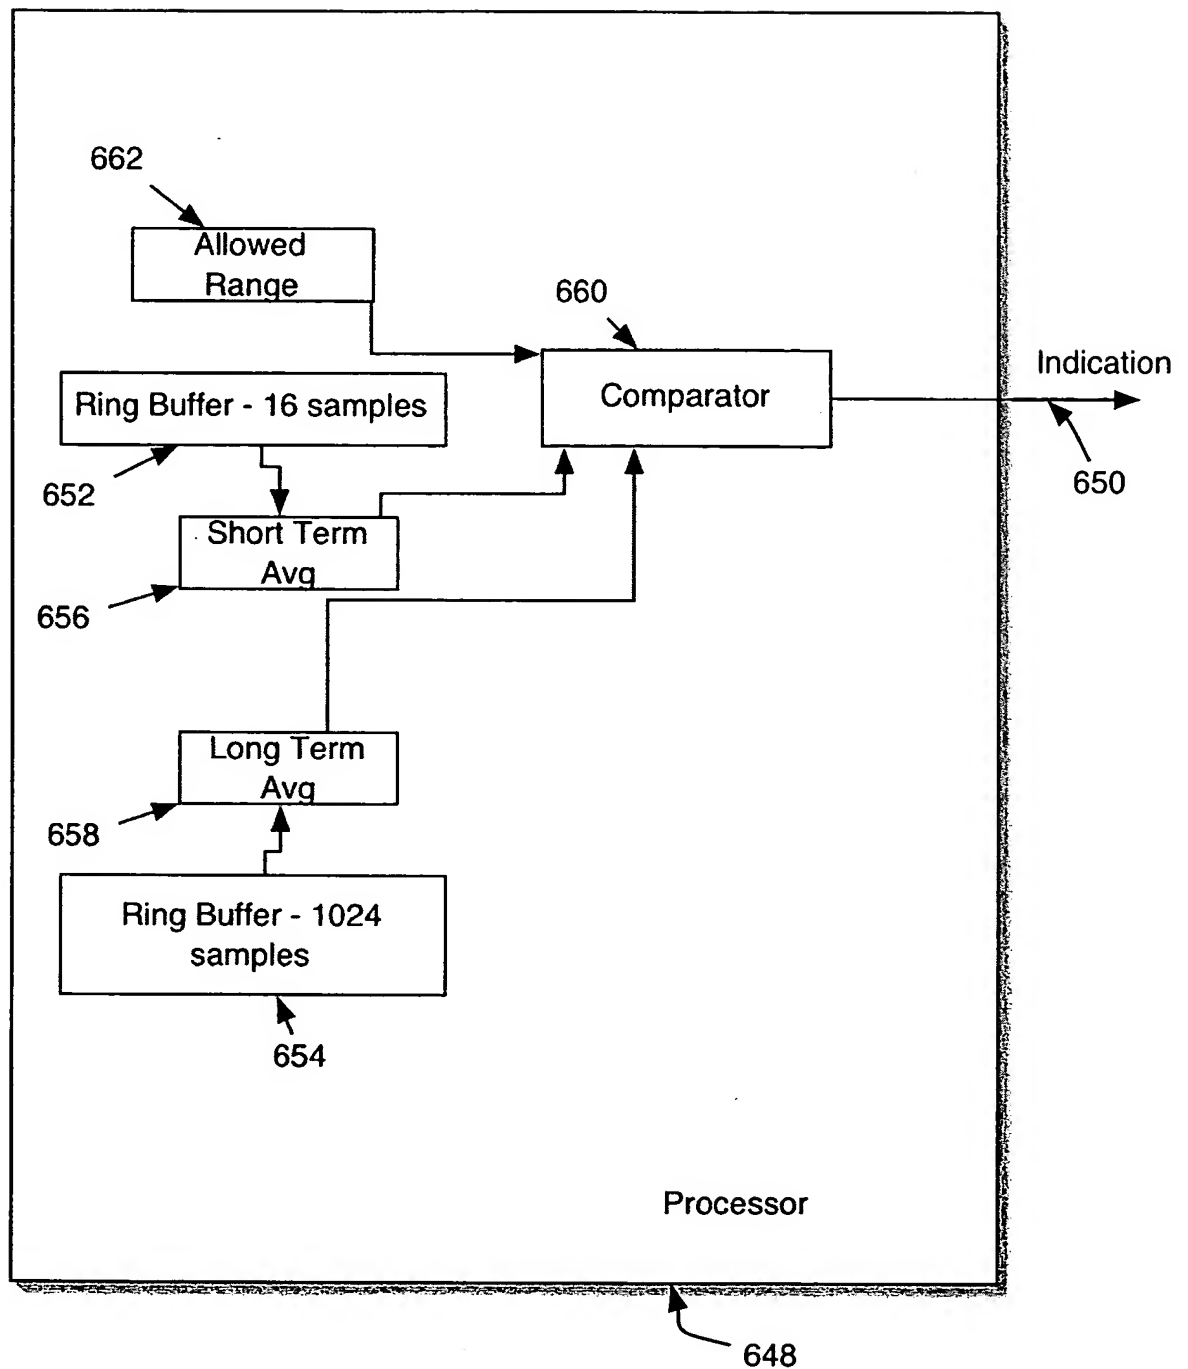 662
Allowed
Range
660
Indication
Ring Buffer - 16 samples
Comparator
652
650
Short Term
Avg
656
Long Term
Avg
658
Ring Buffer - 1024
samples
654
Processor
648